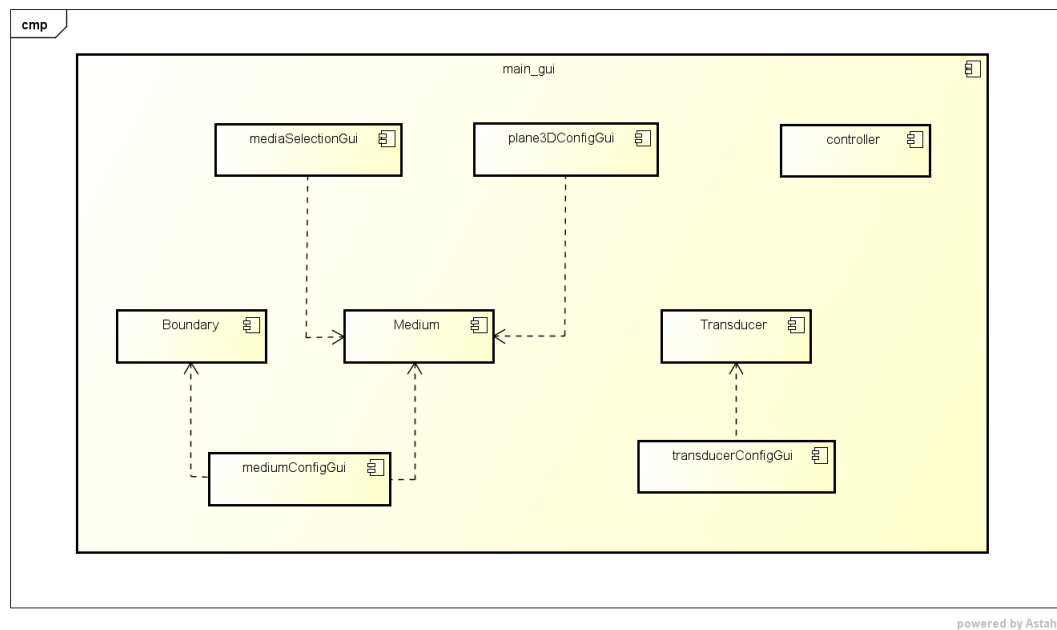 cmp
main_gui
mediaSelectionGui
plane3DConfigGui
controller
Boundary
Medium
Transducer
mediumConfigGui
transducerConfigGui
powered by Astah